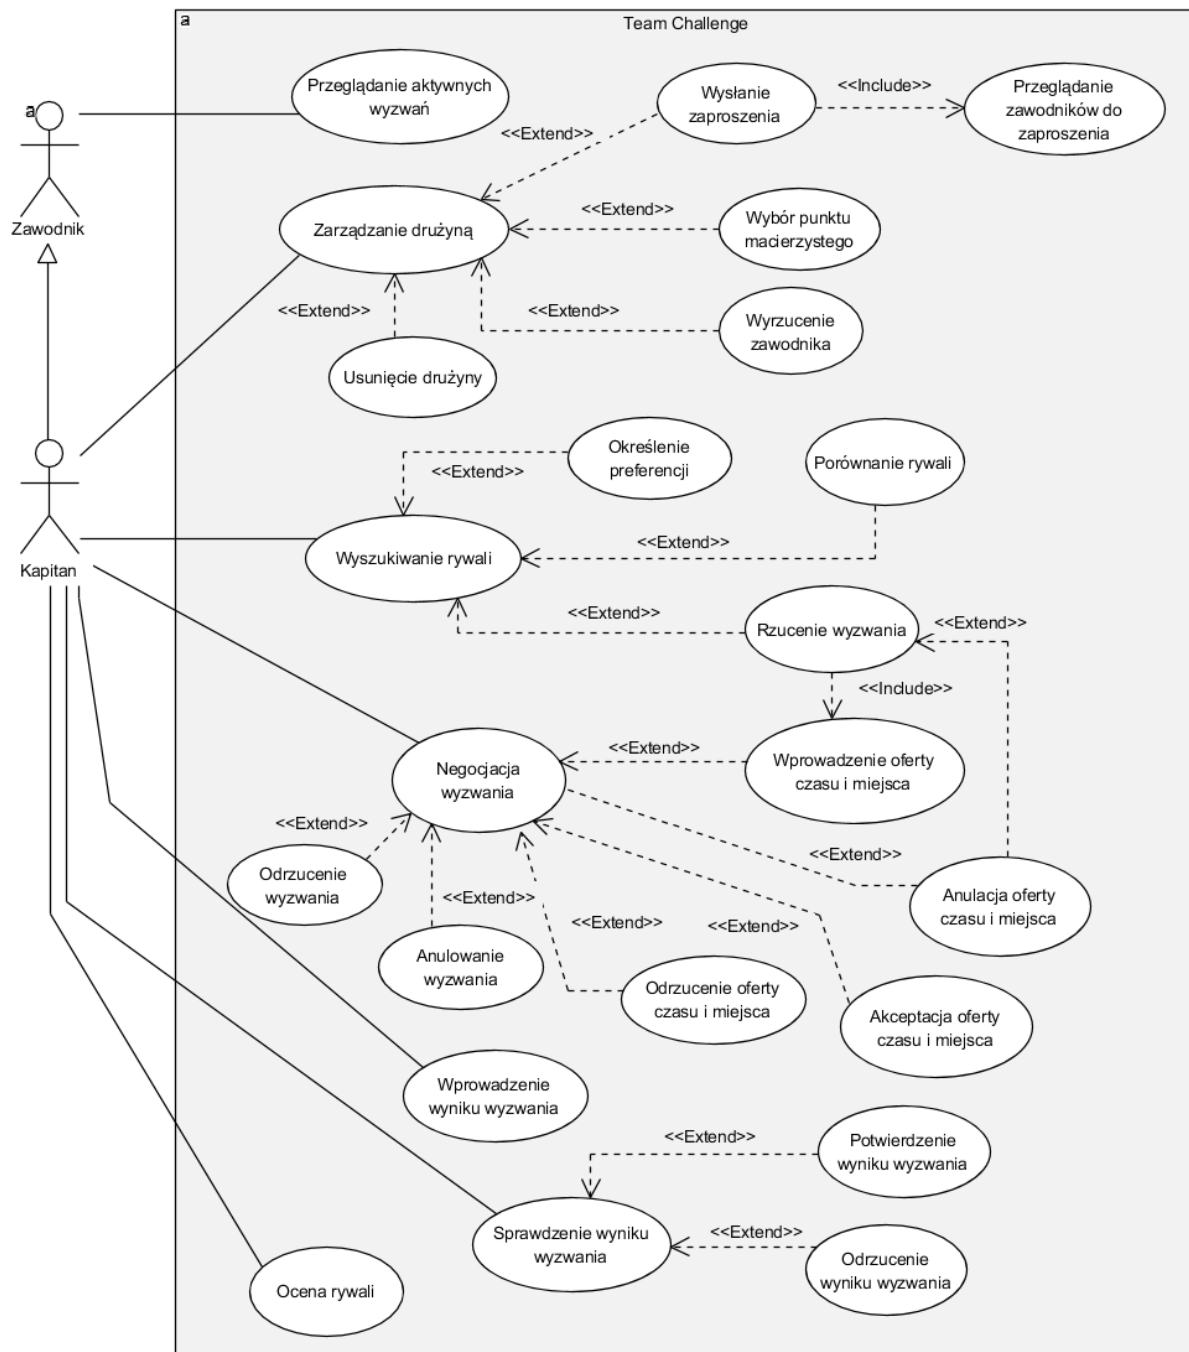 a
Team Challenge
Przeglądanie aktywnych
wyzwań
Wysłanie
zaproszenia
<<Include>>
Przeglądanie
zawodników do
zaproszenia
a
<<Extend>>
Zawodnik
Zarządzanie drużyną
<<Extend>>
Wybór punktu
macierzystego
<<Extend>>
<<Extend>>
Wyrzucenie
zawodnika
Usunięcie drużyny
Określenie
preferencji
<<Extend>>
Porównanie rywali
Kapitan
Wyszukiwanie rywali
<<Extend>>
<<Extend>>
Rzucenie wyzwania
<<Extend>>
<<Include>>
Negocjacja
wyzwania
<<Extend>>
Wprowadzenie oferty
czasu i miejsca
<<Extend>>
Odrzucenie
wyzwania
<<Extend>>
<<Extend>>
Anulacja oferty
czasu i miejsca
<<Extend>>
<<Extend>>
Anulowanie
wyzwania
Odrzucenie oferty
czasu i miejsca
Akceptacja oferty
czasu i miejsca
Wprowadzenie
wyniku wyzwania
<<Extend>>
Potwierdzenie
wyniku wyzwania
Sprawdzenie wyniku
wyzwania
<<Extend>>
Odrzucenie
wyniku wyzwania
Ocena rywali